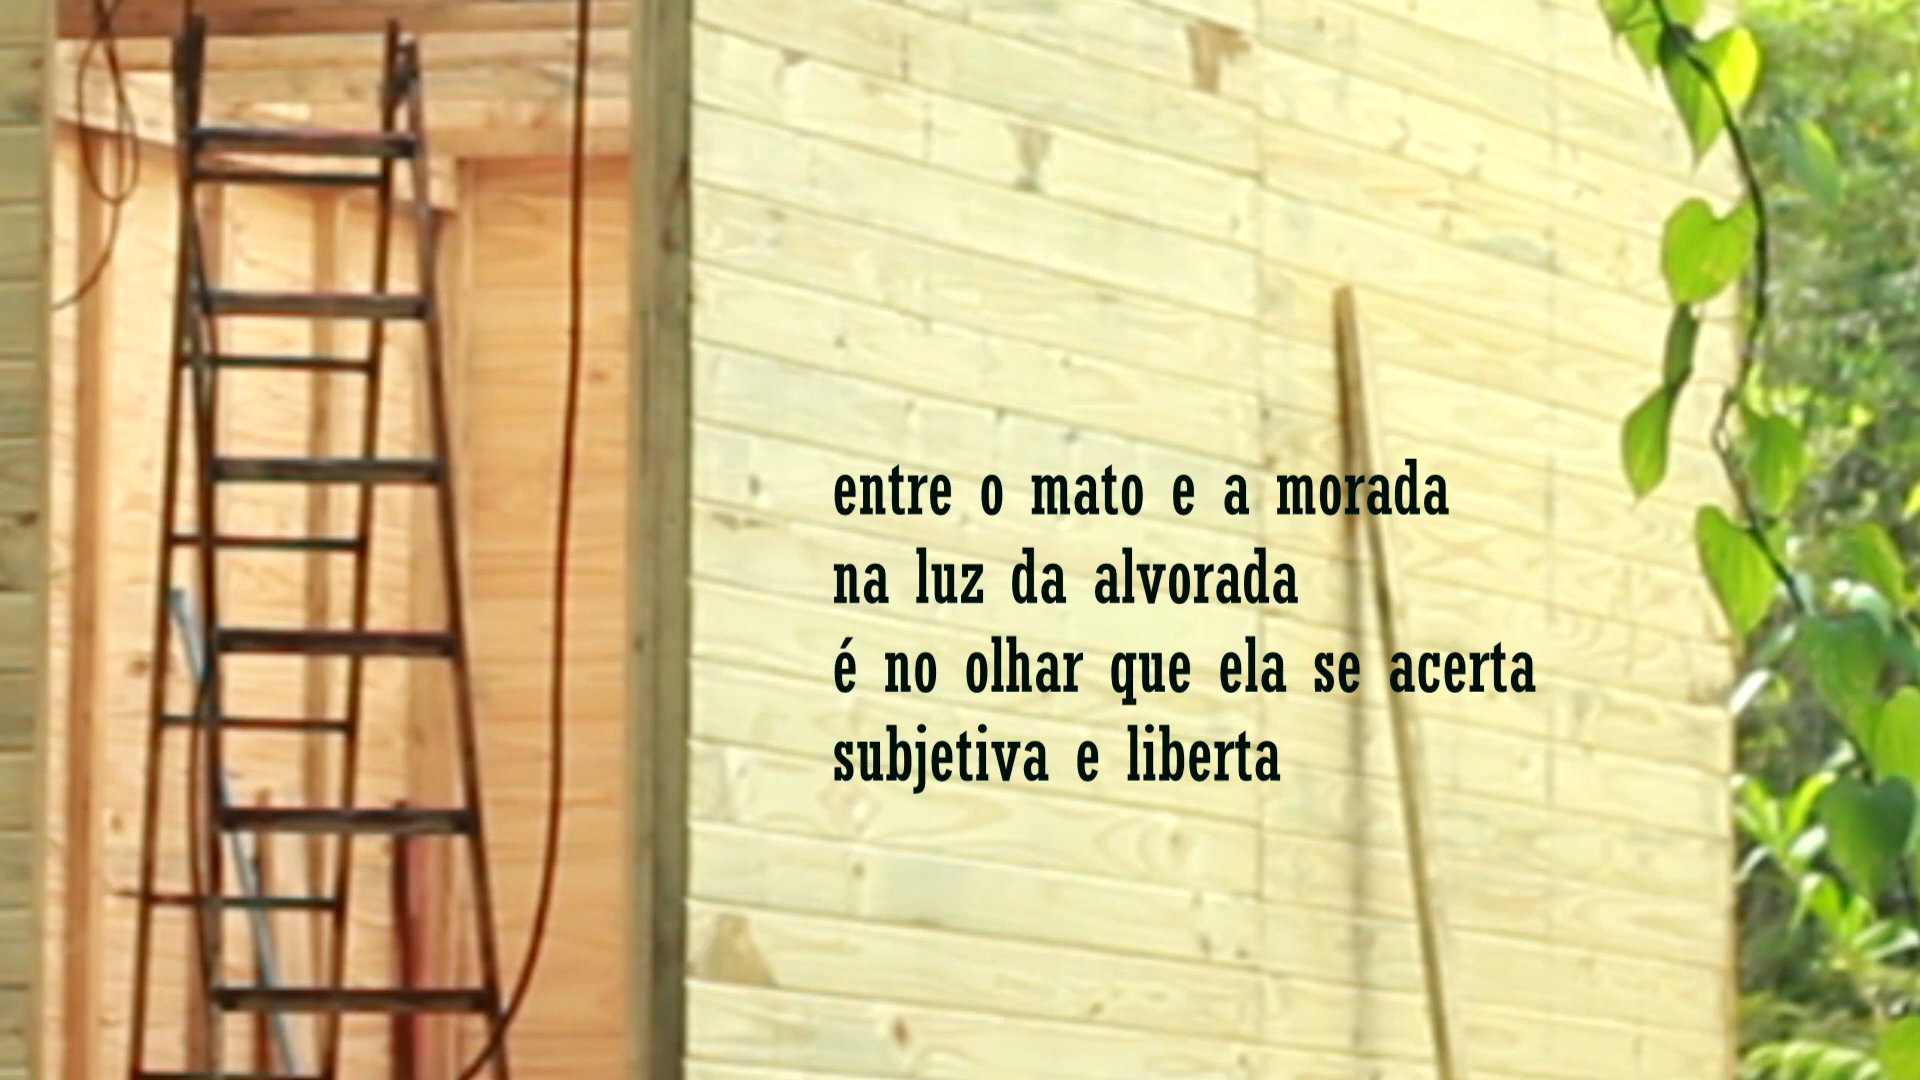 entre o mato e a morada
na luz da alvorada
é no olhar que ela se acerta
subjetiva e liberta